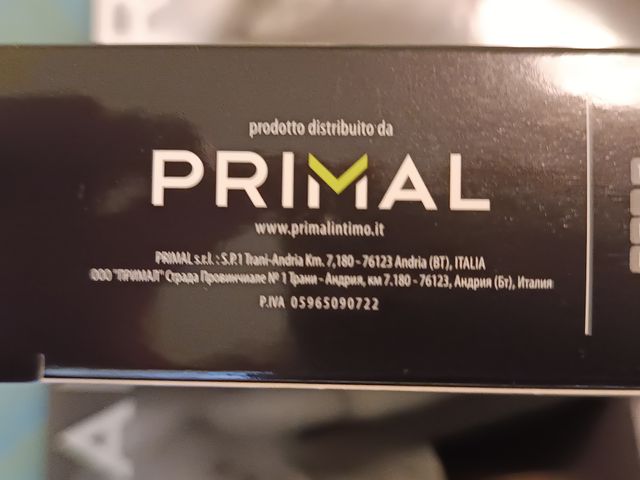 prodotto distribuito da
PRIMAL
www.primalintimo.it
PRIMAL s.r.l. : S.P.1 Trani-Andria Km. 7,180 - 76123 Andria (BT), ITALIA
ООО "ПРИМАЛ" Страда Провинчиале № 1 Трани - Андрия, км 7.180 - 76123, Андрия (Бт), Италия
P.IVA 05965090722
A